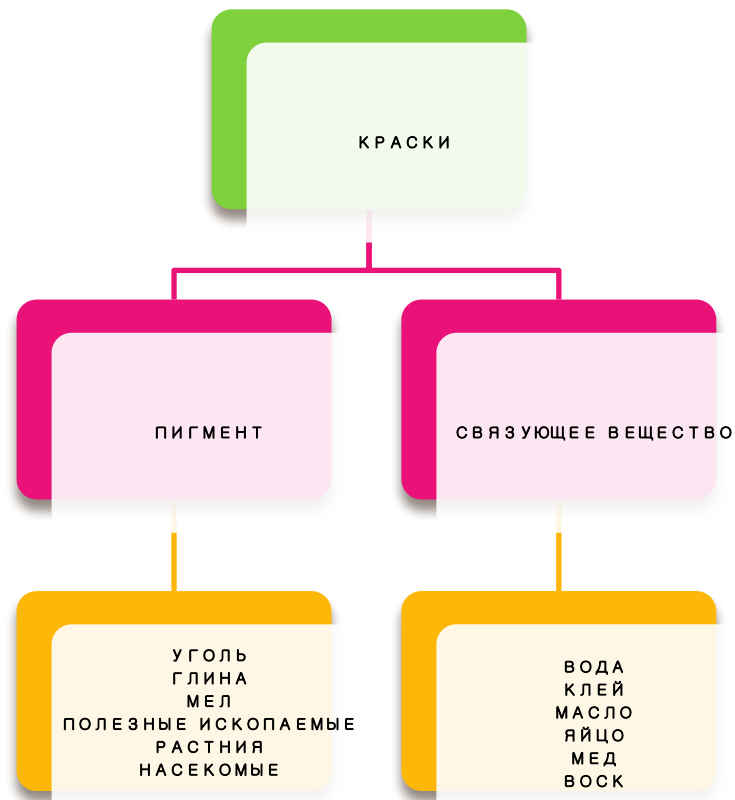 КРАСКИ
ПИГМЕНТ
СВЯЗУЮЩЕЕ ВЕЩЕСТВО
УГОЛЬ
ГЛИНА
МЕЛ
ПОЛЕЗНЫЕ ИСКОПАЕМЫЕ
РАСТНИЯ
НАСЕКОМЫЕ
ВОДА
КЛЕЙ
МАСЛО
ЯЙЦО
МЕД
ВОСК